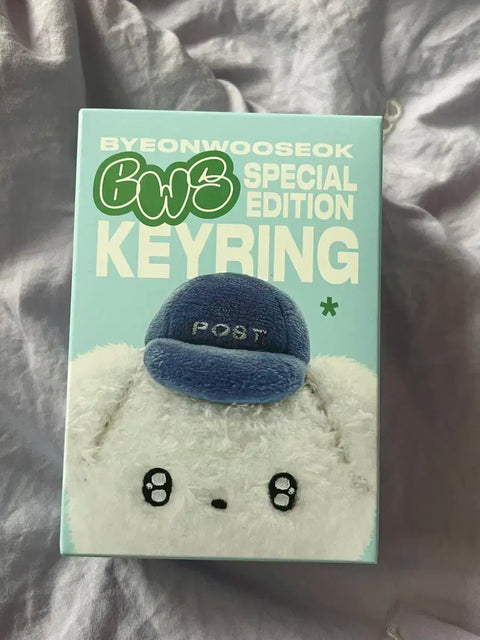 BYEONWOOSEOK
BWS
SPECIAL
EDITION
KEYRING
*
POST